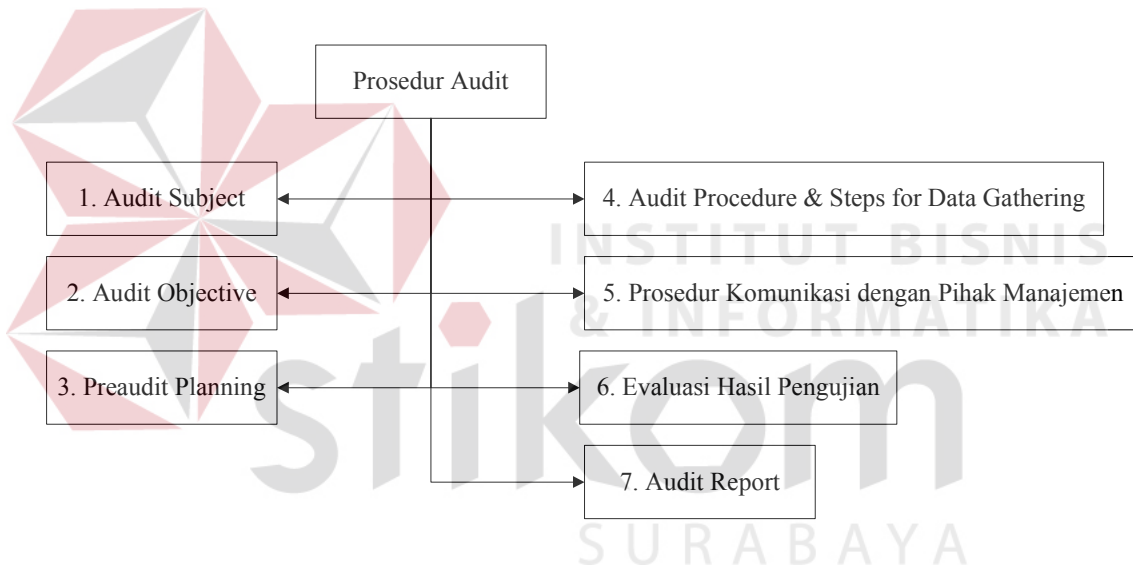 Prosedur Audit
1. Audit Subject
4. Audit Procedure & Steps for Data Gathering
2. Audit Objective
5. Prosedur Komunikasi dengan Pihak Manajemen
3. Preaudit Planning
6. Evaluasi Hasil Pengujian
7. Audit Report
INSTITUT BISNIS
& INFORMATIKA
stikom
SURABAYA